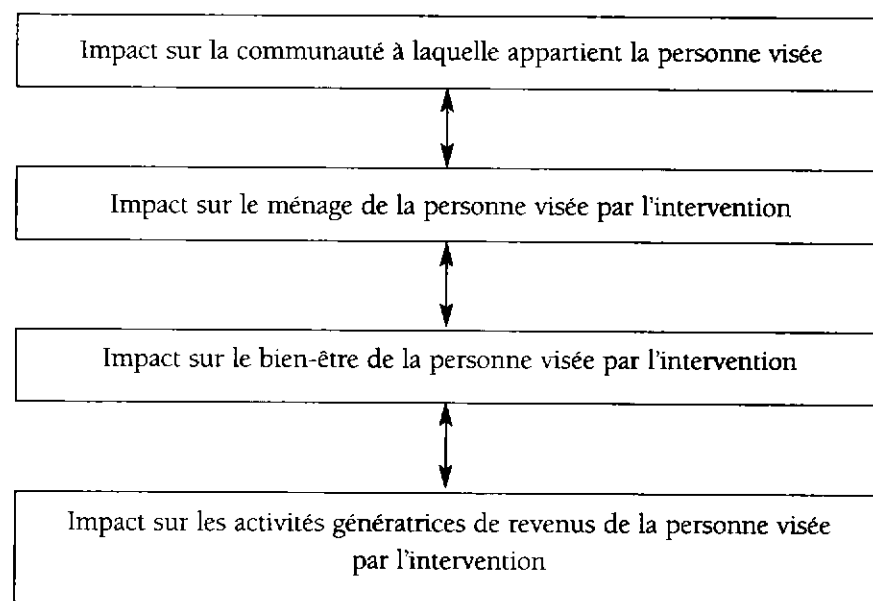 Impact sur la communauté à laquelle appartient la personne visée
Impact sur le ménage de la personne visée par l'intervention
Impact sur le bien-être de la personne visée par l'intervention
Impact sur les activités génératrices de revenus de la personne visée
par l'intervention